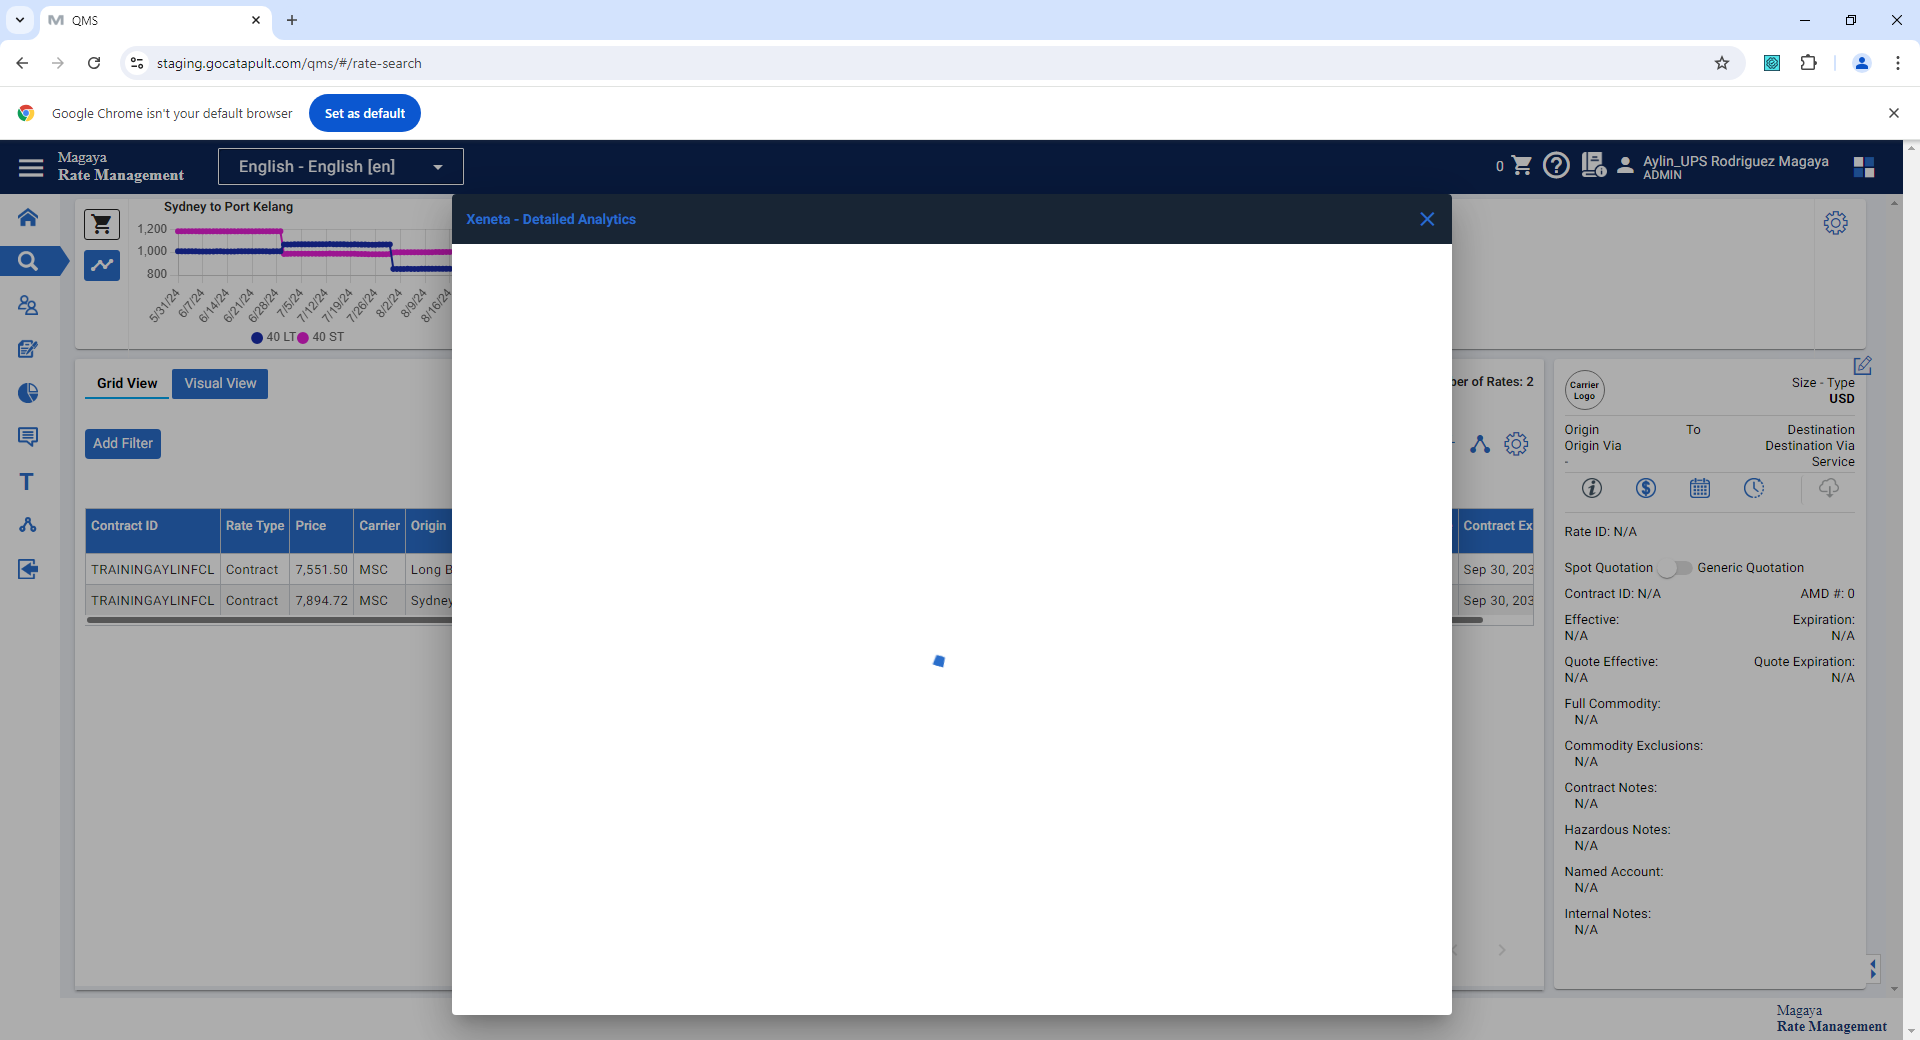 QMS
staging.gocatapult.com/qms/#/rate-search
Google Chrome isn't your default browser
Set as default
Magaya
Rate Management
English - English [en]
0
Aylin_UPS Rodriguez Magaya
ADMIN
Sydney to Port Kelang
1,200
1,000
800
5/31/24
6/7/24
6/14/24
6/21/24
6/28/24
7/5/24
7/12/24
7/19/24
7/26/24
8/2/24
8/9/24
8/16/24
40 LT
40 ST
Xeneta - Detailed Analytics
Grid View
Visual View
ber of Rates: 2
Add Filter
Contract ID
Rate Type
Price
Carrier
Origin
Contract Ex
TRAININGAYLINFCL
Contract
7,551.50
MSC
Long B
Sep 30, 203
TRAININGAYLINFCL
Contract
7,894.72
MSC
Sydney
Sep 30, 203
Carrier
Logo
Size - Type
USD
Origin
To
Destination
Origin Via
Destination Via
-
Service
Rate ID: N/A
Spot Quotation
Generic Quotation
Contract ID: N/A
AMD #: 0
Effective:
Expiration:
N/A
N/A
Quote Effective:
Quote Expiration:
N/A
N/A
Full Commodity:
N/A
Commodity Exclusions:
N/A
Contract Notes:
N/A
Hazardous Notes:
N/A
Named Account:
N/A
Internal Notes:
N/A
Magaya
Rate Management